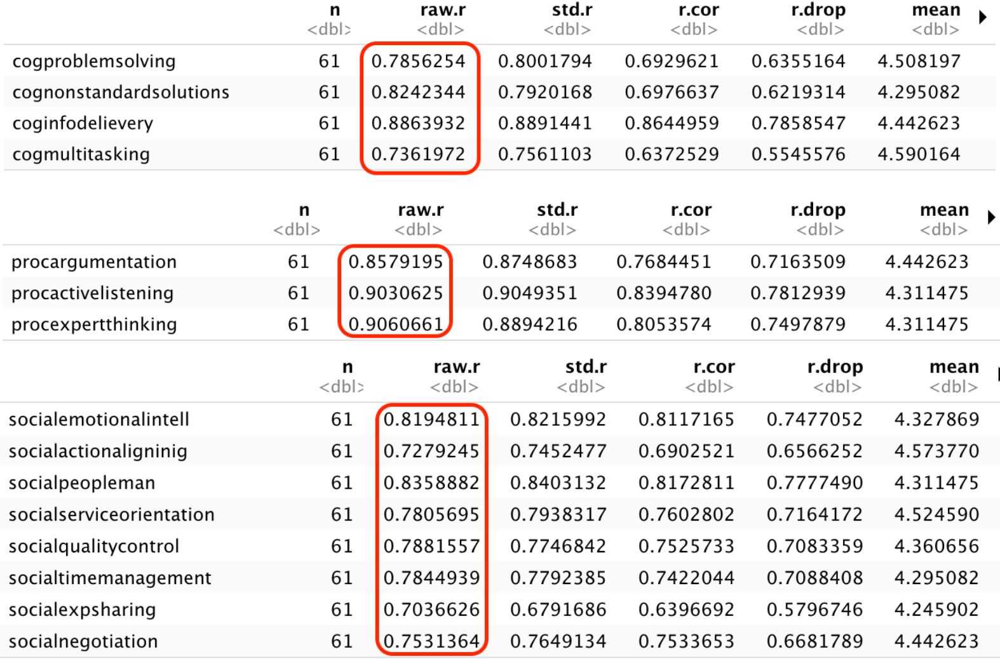 n raw.r std.r r.cor r.drop mean
<dbl> <dbl> <dbl> <dbl> <dbl> <dbl>
cogproblemsolving 61 0.7856254 0.8001794 0.6929621 0.6355164 4.508197
cognonstandardsolutions 61 0.8242344 0.7920168 0.6976637 0.6219314 4.295082
coginfodelievery 61 0.8863932 0.8891441 0.8644959 0.7858547 4.442623
cogmultitasking 61 0.7361972 0.7561103 0.6372529 0.5545576 4.590164
n raw.r std.r r.cor r.drop mean
<dbl> <dbl> <dbl> <dbl> <dbl> <dbl>
procargumentation 61 0.8579195 0.8748683 0.7684451 0.7163509 4.442623
procactivelistening 61 0.9030625 0.9049351 0.8394780 0.7812939 4.311475
procexpertthinking 61 0.9060661 0.8894216 0.8053574 0.7497879 4.311475
n raw.r std.r r.cor r.drop mean
<dbl> <dbl> <dbl> <dbl> <dbl> <dbl>
socialemotionalintell 61 0.8194811 0.8215992 0.8117165 0.7477052 4.327869
socialactionaligninig 61 0.7279245 0.7452477 0.6902521 0.6566252 4.573770
socialpeopleman 61 0.8358882 0.8403132 0.8172811 0.7777490 4.311475
socialserviceorientation 61 0.7805695 0.7938317 0.7602802 0.7164172 4.524590
socialqualitycontrol 61 0.7881557 0.7746842 0.7525733 0.7083359 4.360656
socialtimemanagement 61 0.7844939 0.7792385 0.7422044 0.7088408 4.295082
socialexpsharing 61 0.7036626 0.6791686 0.6396692 0.5796746 4.245902
socialnegotiation 61 0.7531364 0.7649134 0.7533653 0.6681789 4.442623